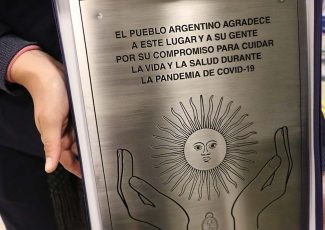 EL PUEBLO ARGENTINO AGRADECE
A ESTE LUGAR Y A SU GENTE
POR SU COMPROMISO PARA CUIDAR
LA VIDA Y LA SALUD DURANTE
LA PANDEMIA DE COVID-19